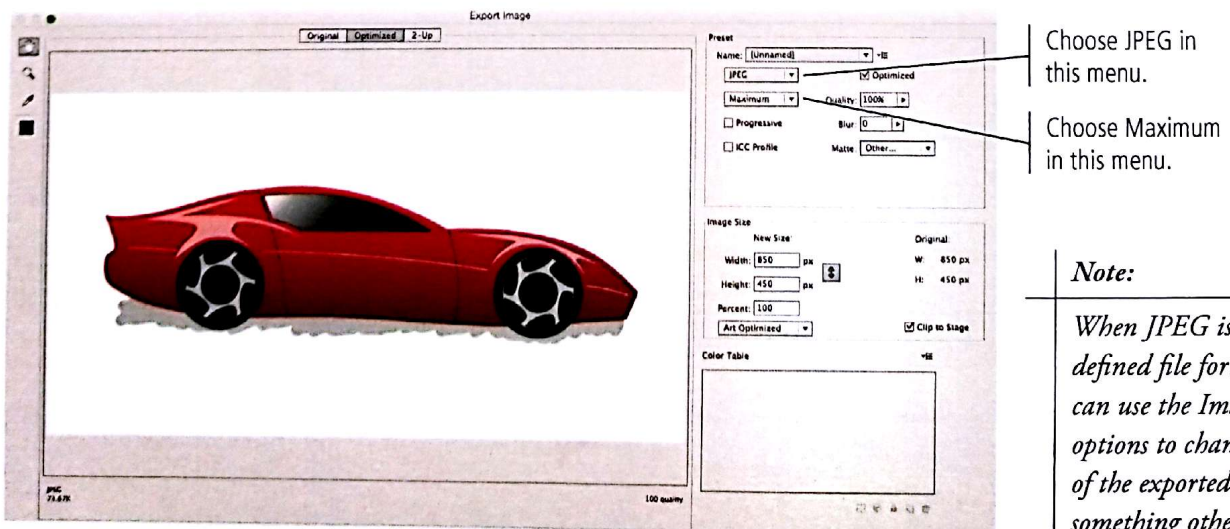 Export Image
Original Optimized 2-Up
Preset
Name: [Unnamed]
JPEG
Optimized
Maximum
Quality: 100%
Progressive
Blur: 0
ICC Profile
Matte: Other...
Image Size
New Size:
Original:
Width: 850 px
W: 850 px
Height: 450 px
H: 450 px
Percent: 100
Art Optimized
Clip to Stage
Color Table
JPEG
73.67K
100 quality
Choose JPEG in
this menu.
Choose Maximum
in this menu.
Note:
When JPEG is
defined file for
can use the Im
options to chan
of the exported
something othe